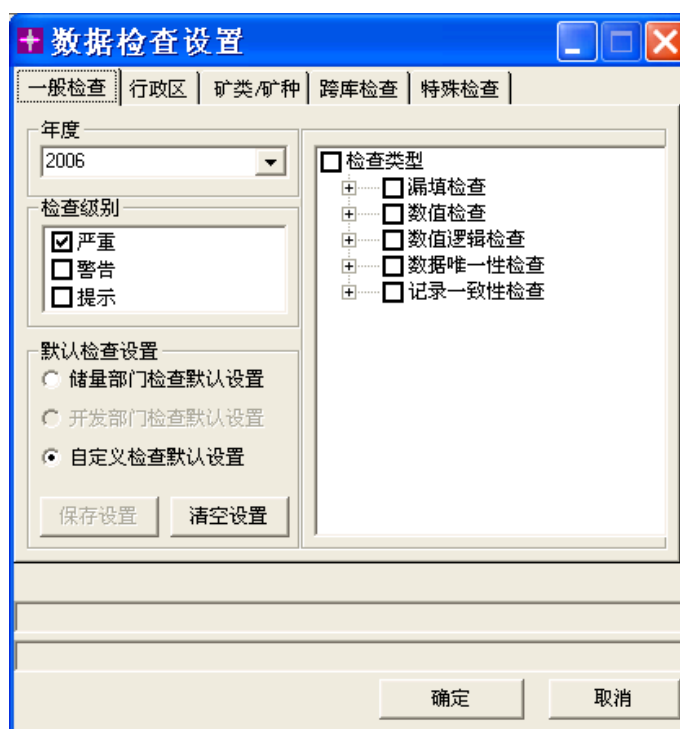 数据检查设置
一般检查 行政区 矿类/矿种 跨库检查 特殊检查
年度
2006
检查级别
严重
警告
提示
默认检查设置
储量部门检查默认设置
开发部门检查默认设置
自定义检查默认设置
保存设置 清空设置
检查类型
漏填检查
数值检查
数值逻辑检查
数据唯一性检查
记录一致性检查
确定 取消